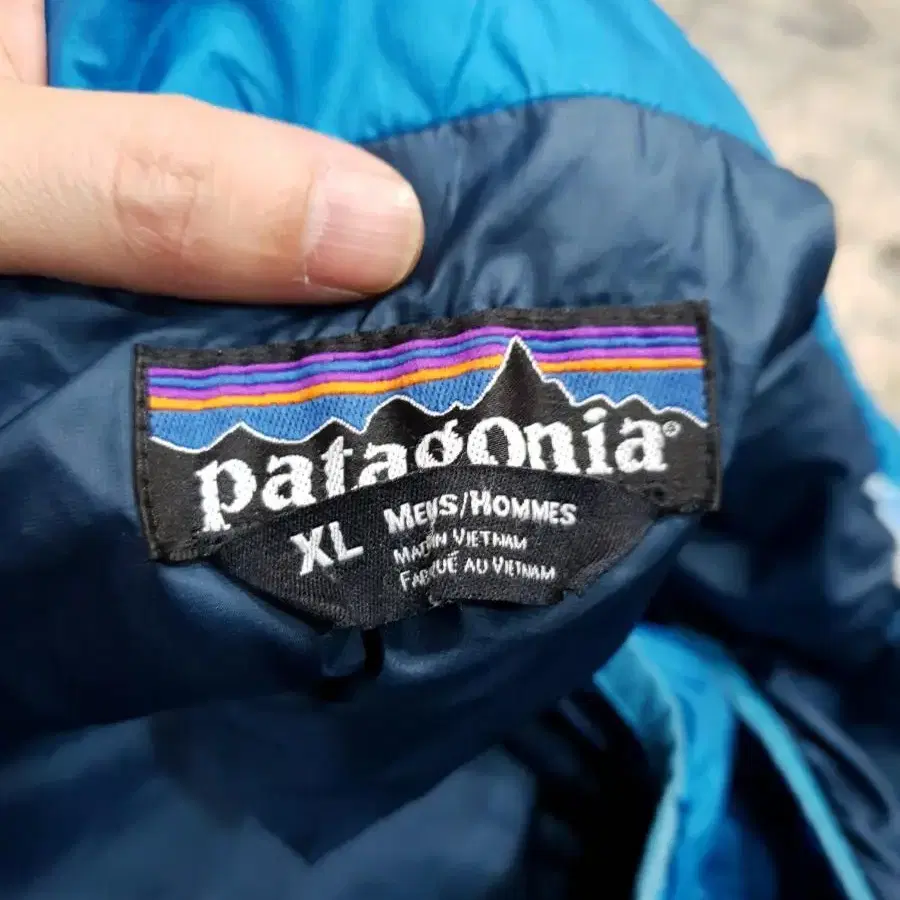 patagonia®
XL MENS/HOMMES
MADE IN VIETNAM
FABRIQUÉ AU VIETNAM